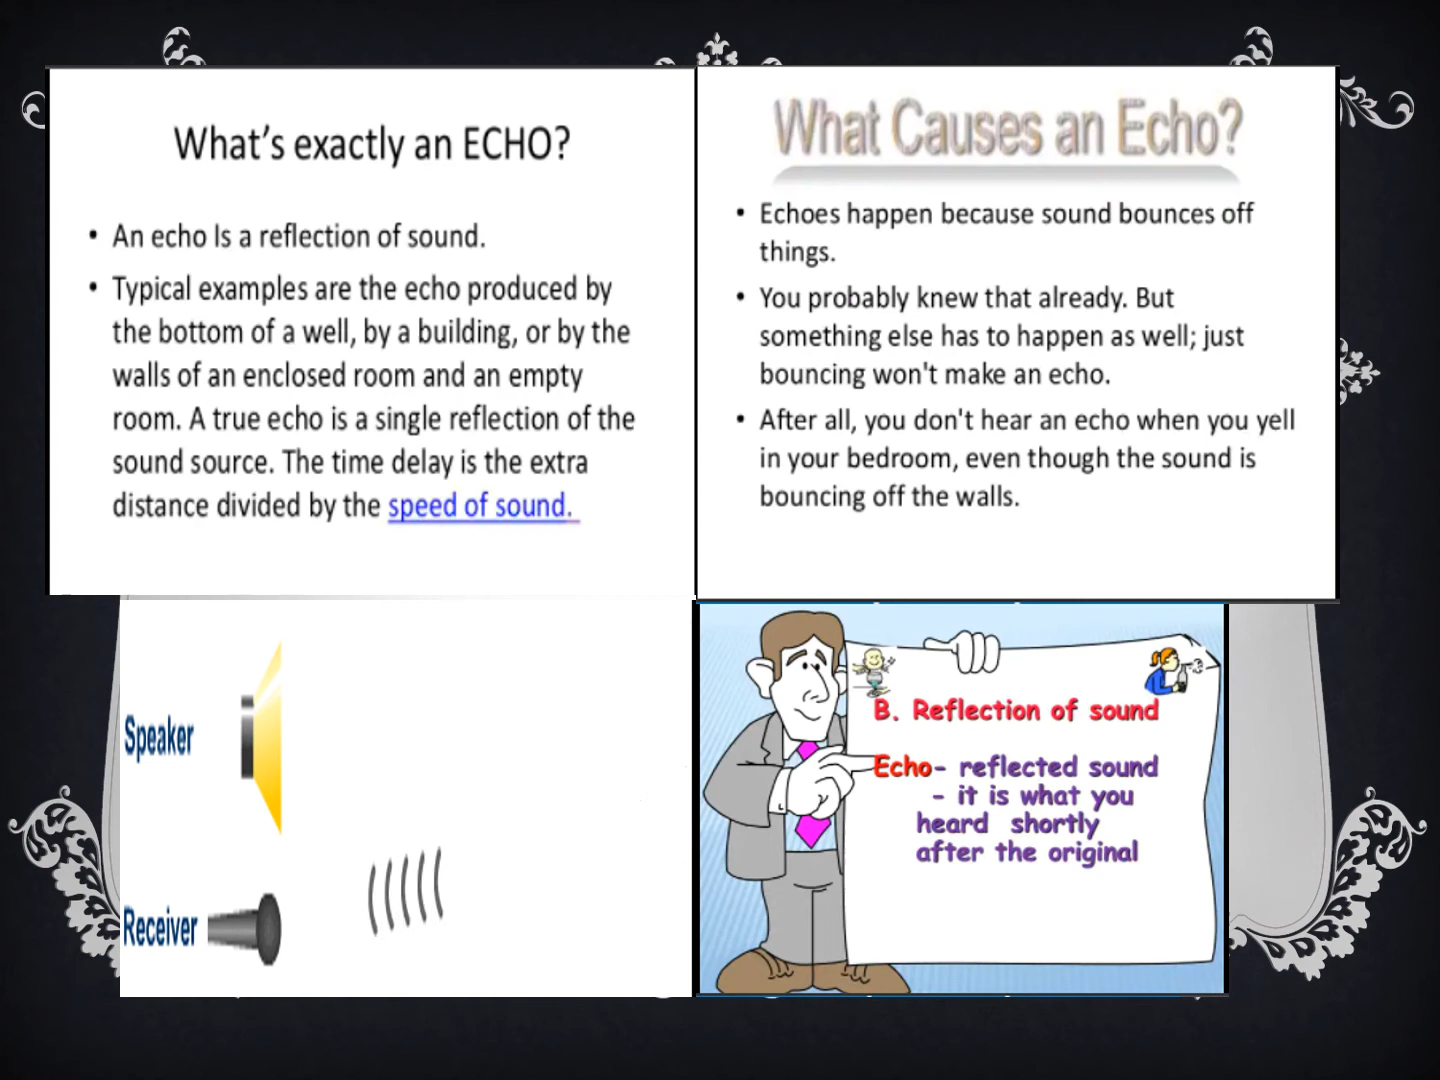 What's exactly an ECHO?
• An echo Is a reflection of sound.
• Typical examples are the echo produced by
the bottom of a well, by a building, or by the
walls of an enclosed room and an empty
room. A true echo is a single reflection of the
sound source. The time delay is the extra
distance divided by the speed of sound.
What Causes an Echo?
• Echoes happen because sound bounces off
things.
• You probably knew that already. But
something else has to happen as well; just
bouncing won't make an echo.
• After all, you don't hear an echo when you yell
in your bedroom, even though the sound is
bouncing off the walls.
Speaker
Receiver
B. Reflection of sound
Echo- reflected sound
- it is what you
heard shortly
after the original